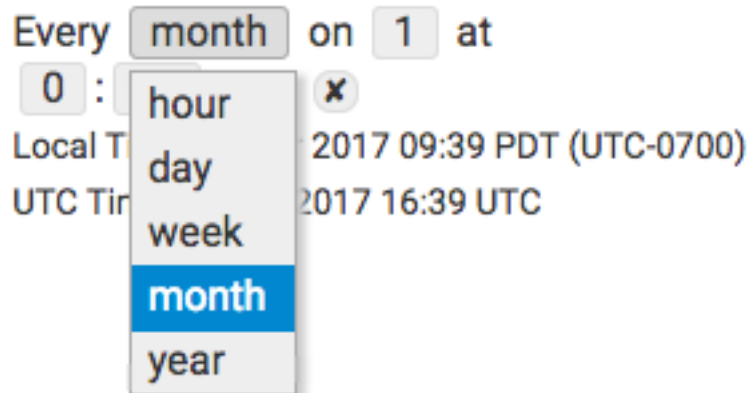 Every month on 1 at
0 :
✘
hour
Local T 2017 09:39 PDT (UTC-0700)
day
UTC Tin 2017 16:39 UTC
week
month
year